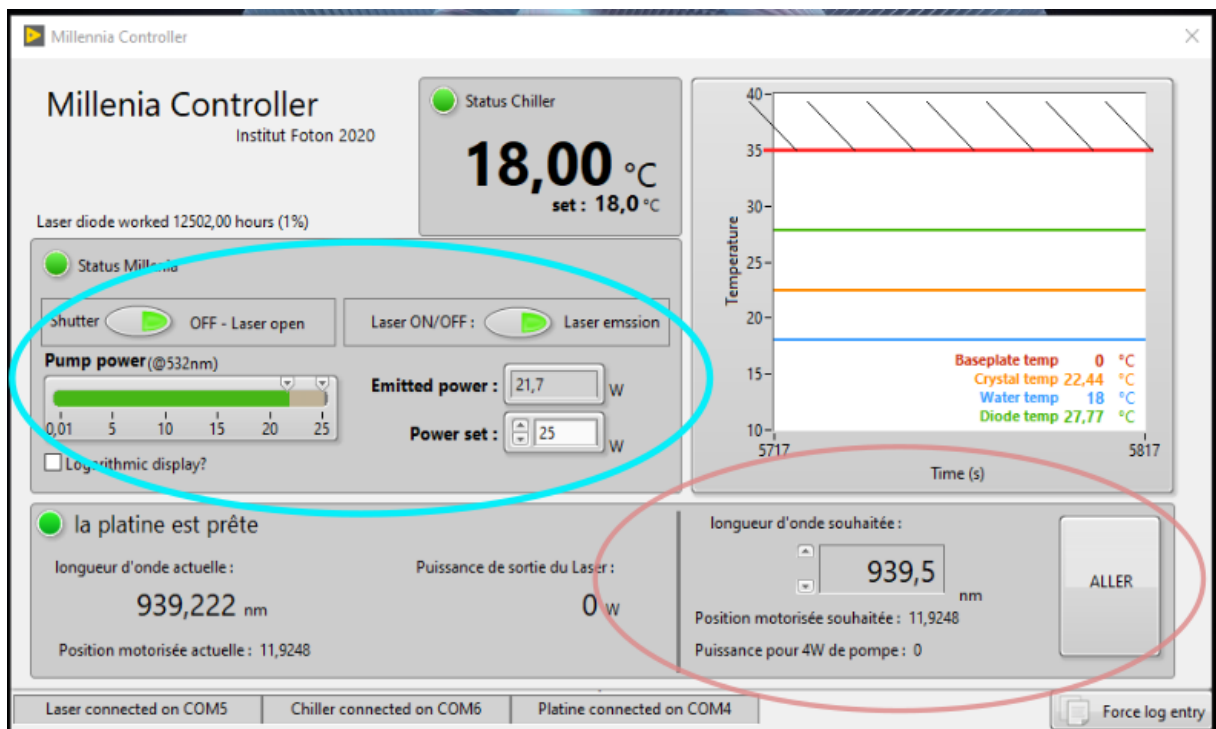 Millennia Controller
Millenia Controller
Institut Foton 2020
Laser diode worked 12502,00 hours (1%)
Status Chiller
18,00 °C
set : 18,0 °C
Status Millenia
Shutter OFF - Laser open
Laser ON/OFF : Laser emssion
Pump power (@532nm)
0,01 5 10 15 20 25
Logarithmic display?
Emitted power : 21,7 W
Power set : 25 W
40
35
30
25
20
15
10
Temperature
Baseplate temp 0 °C
Crystal temp 22,44 °C
Water temp 18 °C
Diode temp 27,77 °C
5717 5817
Time (s)
la platine est prête
longueur d'onde actuelle :
939,222 nm
Position motorisée actuelle : 11,9248
Puissance de sortie du Laser :
0 W
longueur d'onde souhaitée :
939,5 nm
Position motorisée souhaitée : 11,9248
Puissance pour 4W de pompe : 0
ALLER
Laser connected on COM5
Chiller connected on COM6
Platine connected on COM4
Force log entry